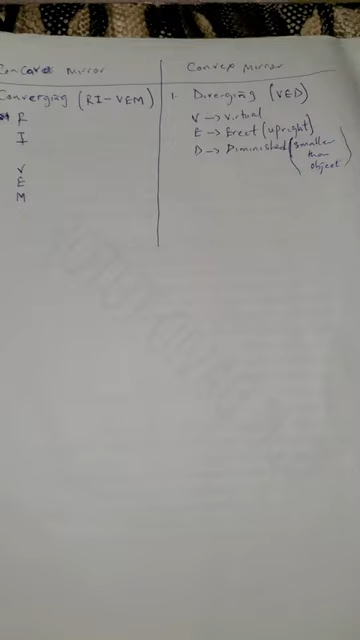 Concave Mirror
Converging (RI-VEM)
R
I
V
E
M
Convex Mirror
1. Diverging (VED)
V → Virtual
E → Erect (upright)
D → Diminished (smaller
than
object)